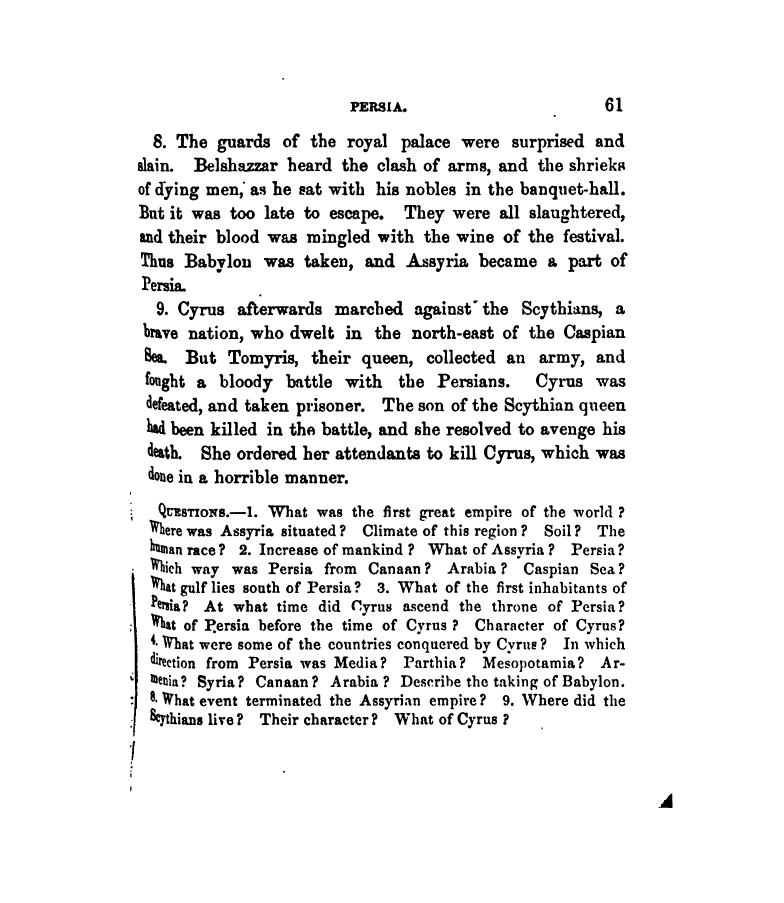 PERSIA. 61
8. The guards of the royal palace were surprised and
slain. Belshazzar heard the clash of arms, and the shrieks
of dying men, as he sat with his nobles in the banquet-hall.
But it was too late to escape. They were all slaughtered,
and their blood was mingled with the wine of the festival.
Thus Babylon was taken, and Assyria became a part of
Persia.
9. Cyrus afterwards marched against the Scythians, a
brave nation, who dwelt in the north-east of the Caspian
Sea. But Tomyris, their queen, collected an army, and
fought a bloody battle with the Persians. Cyrus was
defeated, and taken prisoner. The son of the Scythian queen
had been killed in the battle, and she resolved to avenge his
death. She ordered her attendants to kill Cyrus, which was
done in a horrible manner.
QUESTIONS.—1. What was the first great empire of the world?
Where was Assyria situated? Climate of this region? Soil? The
human race? 2. Increase of mankind? What of Assyria? Persia?
Which way was Persia from Canaan? Arabia? Caspian Sea?
What gulf lies south of Persia? 3. What of the first inhabitants of
Persia? At what time did Cyrus ascend the throne of Persia?
What of Persia before the time of Cyrus? Character of Cyrus?
4. What were some of the countries conquered by Cyrus? In which
direction from Persia was Media? Parthia? Mesopotamia? Ar-
menia? Syria? Canaan? Arabia? Describe the taking of Babylon.
8. What event terminated the Assyrian empire? 9. Where did the
Scythians live? Their character? What of Cyrus?